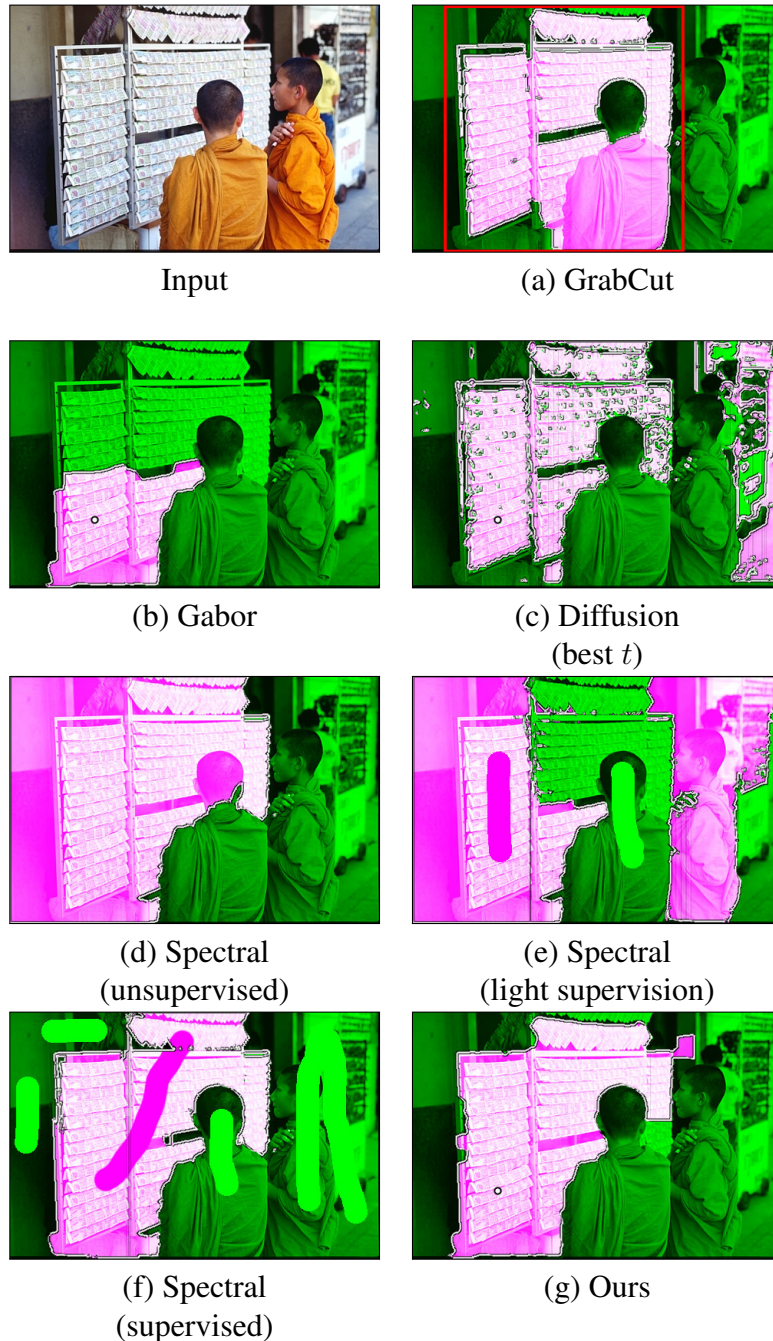 Input
(a) GrabCut
(b) Gabor
(c) Diffusion
(best t)
(d) Spectral
(unsupervised)
(e) Spectral
(light supervision)
(f) Spectral
(supervised)
(g) Ours